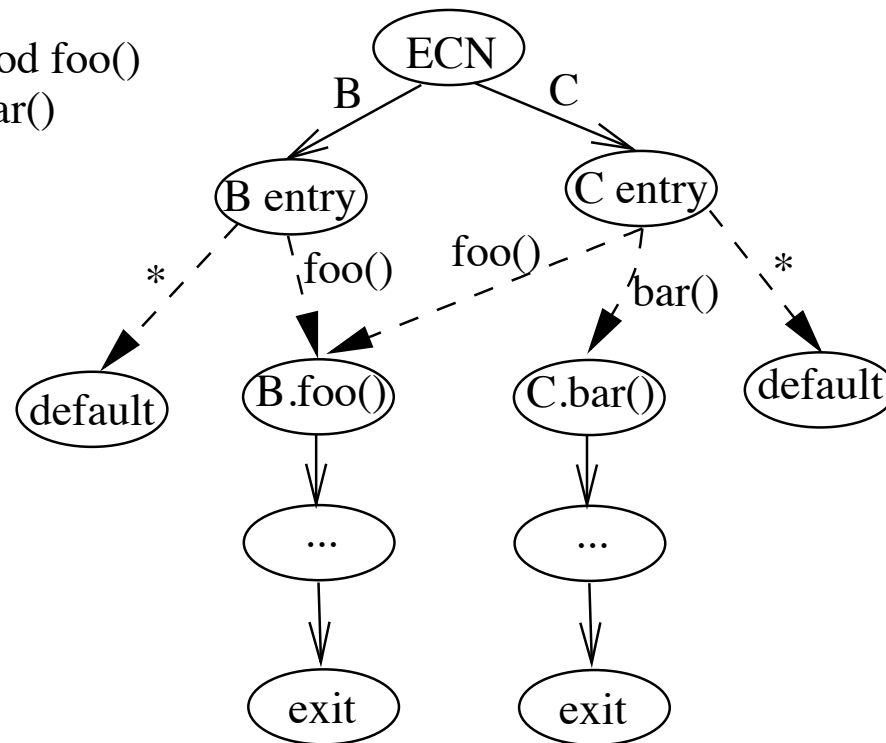 ECN
od foo()
ar()
B
C
B entry
C entry
*
foo()
foo()
bar()
*
default
B.foo()
C.bar()
default
...
...
exit
exit